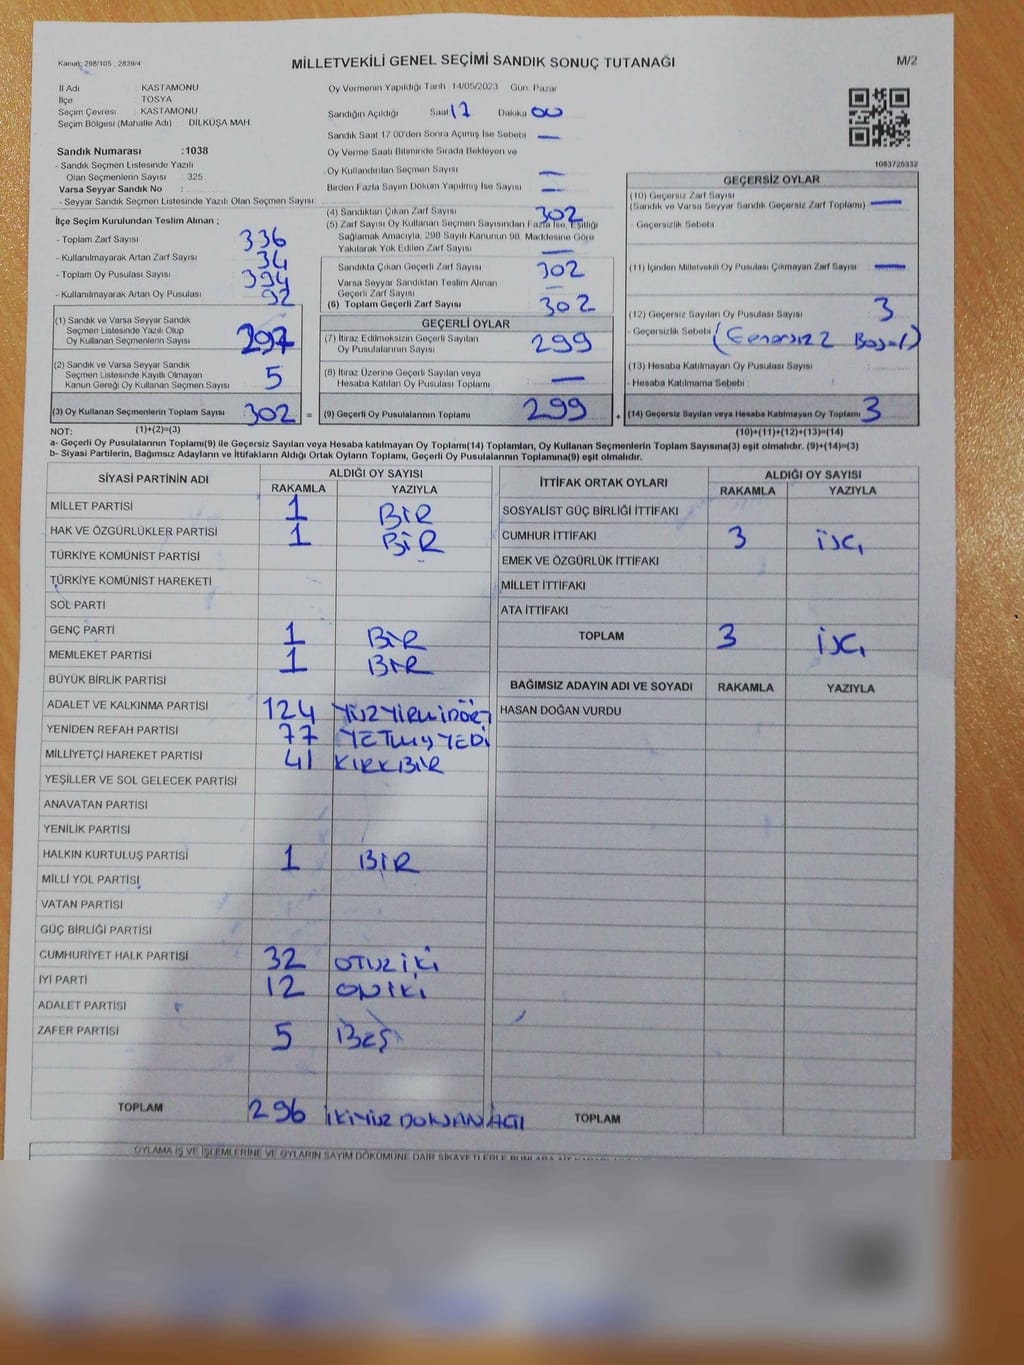 Kanun: 298/105, 2839/4
MİLLETVEKİLİ GENEL SEÇİMİ SANDIK SONUÇ TUTANAĞI
M/2
İl Adı : KASTAMONU
İlçe : TOSYA
Seçim Çevresi : KASTAMONU
Seçim Bölgesi (Mahalle Adı) DİLKÜŞA MAH.
Oy Vermenin Yapıldığı Tarih 14/05/2023 Gün: Pazar
Sandığın Açıldığı Saat 17 Dakika 00
Sandık Saat 17:00'den Sonra Açılmış İse Sebebi —
Oy Verme Saati Bitiminde Sırada Bekleyen ve
Oy Kullandırılan Seçmen Sayısı —
Birden Fazla Sayım Döküm Yapılmış İse Sayısı —
1083725332
Sandık Numarası :1038
- Sandık Seçmen Listesinde Yazılı
Olan Seçmenlerin Sayısı 325
Varsa Seyyar Sandık No :
- Seyyar Sandık Seçmen Listesinde Yazılı Olan Seçmen Sayısı:
İlçe Seçim Kurulundan Teslim Alınan ;
- Toplam Zarf Sayısı 336
- Kullanılmayarak Artan Zarf Sayısı 34
- Toplam Oy Pusulası Sayısı 394
- Kullanılmayarak Artan Oy Pusulası 92
(1) Sandık ve Varsa Seyyar Sandık
Seçmen Listesinde Yazılı Olup
Oy Kullanan Seçmenlerin Sayısı 297
(2) Sandık ve Varsa Seyyar Sandık
Seçmen Listesinde Kayıtlı Olmayan
Kanun Gereği Oy Kullanan Seçmen Sayısı 5
(3) Oy Kullanan Seçmenlerin Toplam Sayısı 302 =
(1)+(2)=(3)
(4) Sandıktan Çıkan Zarf Sayısı 302
(5) Zarf Sayısı Oy Kullanan Seçmen Sayısından Fazla İse, Eşitliği
Sağlamak Amacıyla, 298 Sayılı Kanunun 98. Maddesine Göre
Yakılarak Yok Edilen Zarf Sayısı —
Sandıkta Çıkan Geçerli Zarf Sayısı 302
Varsa Seyyar Sandıktan Teslim Alınan
Geçerli Zarf Sayısı —
(6) Toplam Geçerli Zarf Sayısı 302
GEÇERLİ OYLAR
(7) İtiraz Edilmeksizin Geçerli Sayılan
Oy Pusulalarının Sayısı 299
(8) İtiraz Üzerine Geçerli Sayılan veya
Hesaba Katılan Oy Pusulası Toplamı —
(9) Geçerli Oy Pusulalarının Toplamı 299 +
GEÇERSİZ OYLAR
(10) Geçersiz Zarf Sayısı
(Sandık ve Varsa Seyyar Sandık Geçersiz Zarf Toplamı) —
- Geçersizlik Sebebi
(11) İçinden Milletvekili Oy Pusulası Çıkmayan Zarf Sayısı —
(12) Geçersiz Sayılan Oy Pusulası Sayısı 3
- Geçersizlik Sebebi
(13) Hesaba Katılmayan Oy Pusulası Sayısı
- Hesaba Katılmama Sebebi
(14) Geçersiz Sayılan veya Hesaba Katılmayan Oy Toplamı 3
(10)+(11)+(12)+(13)=(14)
NOT:
a- Geçerli Oy Pusulalarının Toplamı(9) ile Geçersiz Sayılan veya Hesaba katılmayan Oy Toplamı(14) Toplamları, Oy Kullanan Seçmenlerin Toplam Sayısına(3) eşit olmalıdır. (9)+(14)=(3)
b- Siyasi Partilerin, Bağımsız Adayların ve İttifakların Aldığı Ortak Oyların Toplamı, Geçerli Oy Pusulalarının Toplamına(9) eşit olmalıdır.
SİYASİ PARTİNİN ADI ALDIĞI OY SAYISI
RAKAMLA YAZIYLA
MİLLET PARTİSİ 1 BİR
HAK VE ÖZGÜRLÜKLER PARTİSİ 1 BİR
TÜRKİYE KOMÜNİST PARTİSİ
TÜRKİYE KOMÜNİST HAREKETİ
SOL PARTİ
GENÇ PARTİ 1 BİR
MEMLEKET PARTİSİ 1 BİR
BÜYÜK BİRLİK PARTİSİ
ADALET VE KALKINMA PARTİSİ 124 YÜZYİRMİDÖRT
YENİDEN REFAH PARTİSİ 77 YETMİŞYEDİ
MİLLİYETÇİ HAREKET PARTİSİ 41 KIRKBİR
YEŞİLLER VE SOL GELECEK PARTİSİ
ANAVATAN PARTİSİ
YENİLİK PARTİSİ
HALKIN KURTULUŞ PARTİSİ 1 BİR
MİLLİ YOL PARTİSİ
VATAN PARTİSİ
GÜÇ BİRLİĞİ PARTİSİ
CUMHURİYET HALK PARTİSİ 32 OTUZİKİ
İYİ PARTİ 12 ONİKİ
ADALET PARTİSİ
ZAFER PARTİSİ 5 BEŞ
TOPLAM 296 İKİYÜZ DOKSANALTI
İTTİFAK ORTAK OYLARI ALDIĞI OY SAYISI
RAKAMLA YAZIYLA
SOSYALİST GÜÇ BİRLİĞİ İTTİFAKI
CUMHUR İTTİFAKI 3
EMEK VE ÖZGÜRLÜK İTTİFAKI
MİLLET İTTİFAKI
ATA İTTİFAKI
TOPLAM 3
BAĞIMSIZ ADAYIN ADI VE SOYADI RAKAMLA YAZIYLA
HASAN DOĞAN VURDU
TOPLAM
OYLAMA İŞ VE İŞLEMLERİNE VE OYLARIN SAYIM DÖKÜMÜNE DAİR ŞİKAYETLERLE